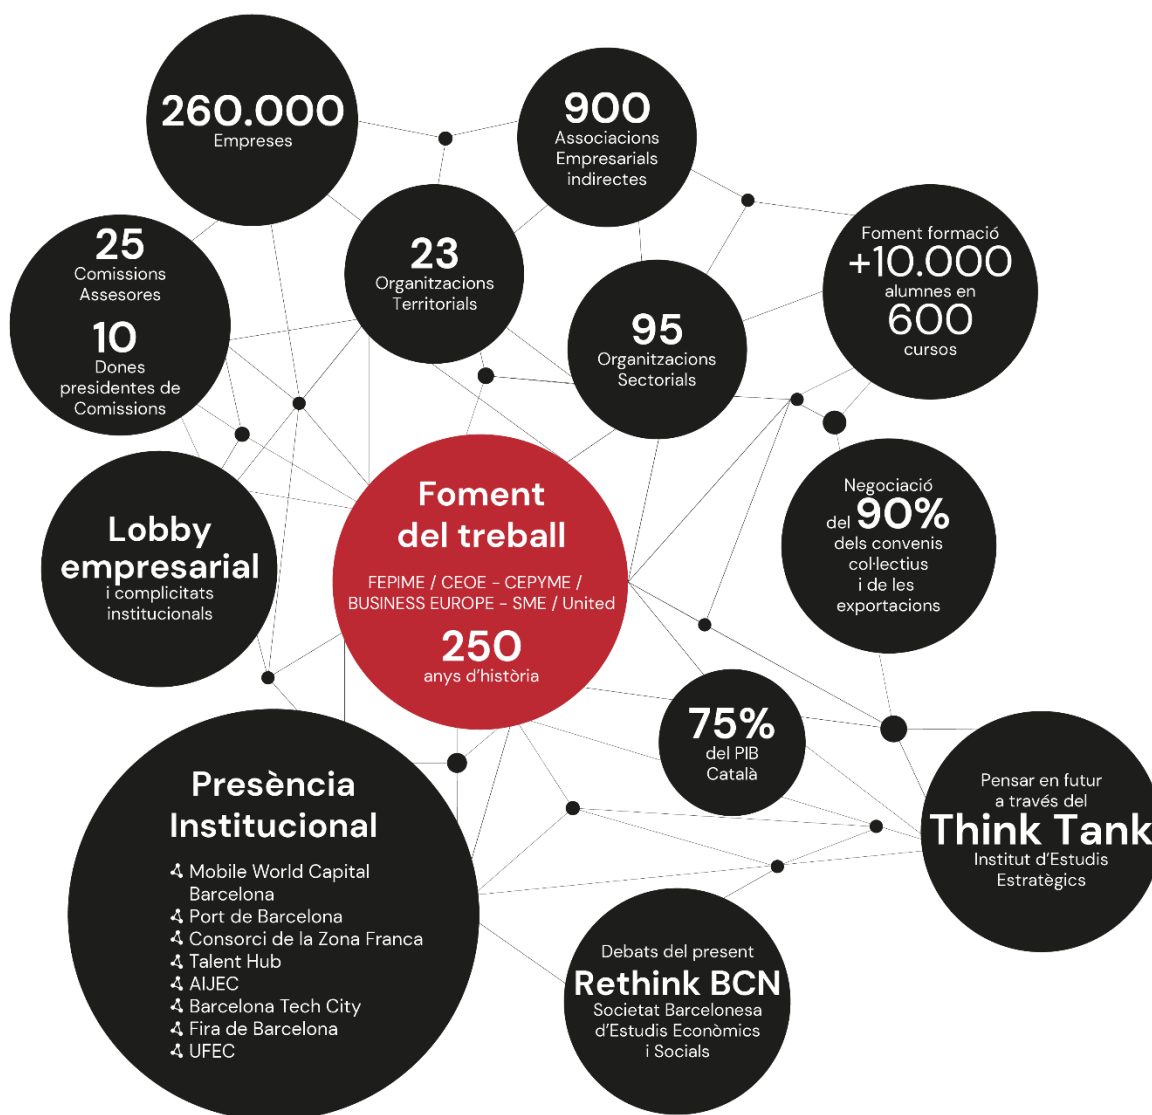 260.000
Empreses
900
Associacions
Empresarials
indirectes
25
Comissions
Assesores
10
Dones
presidentes de
Comissions
23
Organitzacions
Territorials
95
Organitzacions
Sectorials
Foment formació
+10.000
alumnes en
600
cursos
Lobby
empresarial
i complicitats
institucionals
Foment
del treball
FEPIME / CEOE - CEPYME /
BUSINESS EUROPE - SME / United
250
anys d'història
Negociació
del 90%
dels convenis
col·lectius
i de les
exportacions
75%
del PIB
Català
Presència
Institucional
Mobile World Capital
Barcelona
Port de Barcelona
Consorci de la Zona Franca
Talent Hub
AIJEC
Barcelona Tech City
Fira de Barcelona
UFEC
Pensar en futur
a través del
Think Tank
Institut d'Estudis
Estratègics
Debats del present
Rethink BCN
Societat Barcelonesa
d'Estudis Econòmics
i Socials